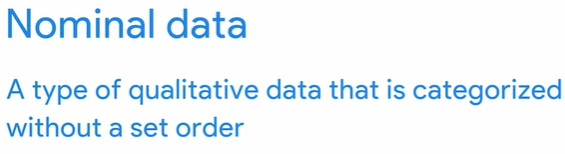 Nominal data
A type of qualitative data that is categorized
without a set order